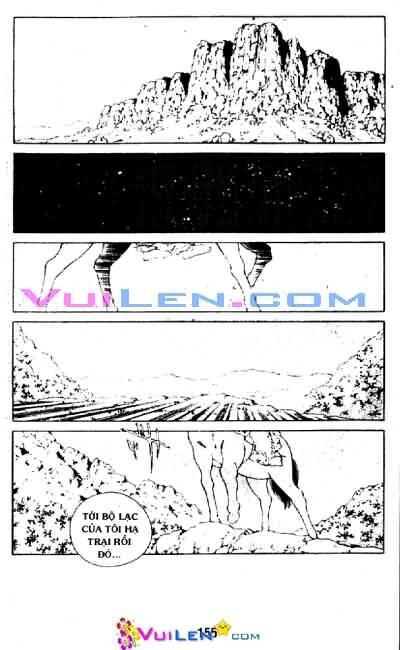 VUILEN.COM
TỚI BỘ LẠC
CỦA TÔI HẠ
TRẠI RỒI
ĐÓ...
155
VUILEN.COM